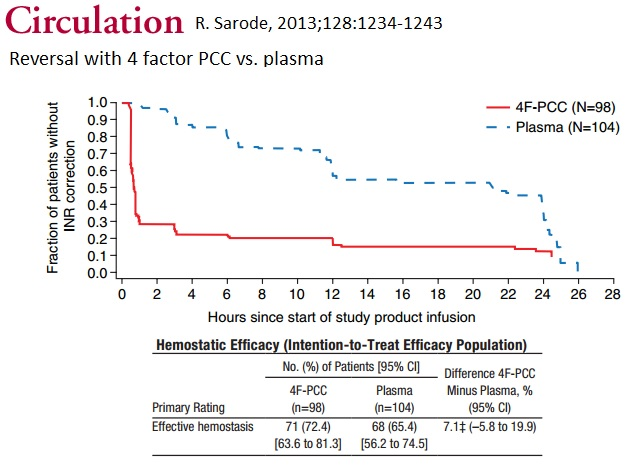 Circulation R. Sarode, 2013;128:1234-1243
Reversal with 4 factor PCC vs. plasma
4F-PCC (N=98)
Plasma (N=104)
Fraction of patients without
INR correction
1.0
0.9
0.8
0.7
0.6
0.5
0.4
0.3
0.2
0.1
0.0
0 2 4 6 8 10 12 14 16 18 20 22 24 26 28
Hours since start of study product infusion
Hemostatic Efficacy (Intention-to-Treat Efficacy Population)
No. (%) of Patients [95% CI]
Difference 4F-PCC
Minus Plasma, %
(95% CI)
4F-PCC Plasma
Primary Rating (n=98) (n=104)
Effective hemostasis 71 (72.4) 68 (65.4) 7.1‡ (−5.8 to 19.9)
[63.6 to 81.3] [56.2 to 74.5]